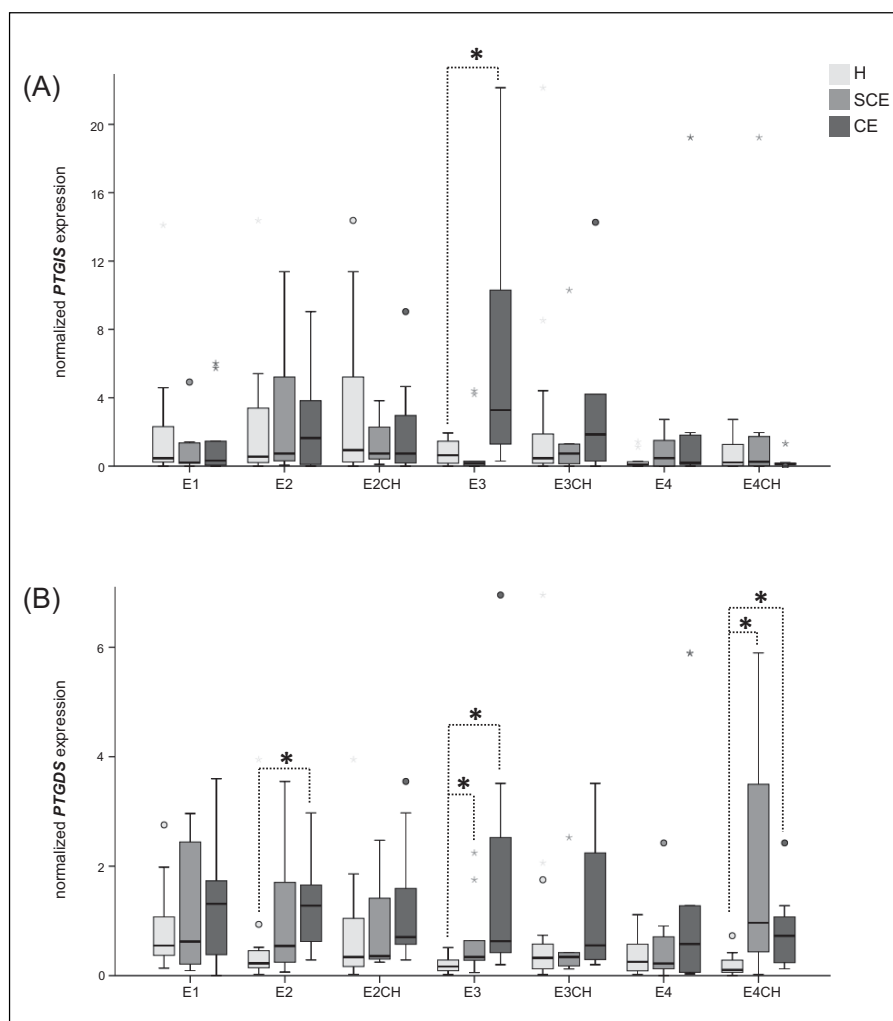 (A)
H
SCE
CE
*
normalized PTGIS expression
20
16
12
8
4
0
E1 E2 E2CH E3 E3CH E4 E4CH
(B)
*
*
*
*
*
normalized PTGDS expression
6
4
2
0
E1 E2 E2CH E3 E3CH E4 E4CH